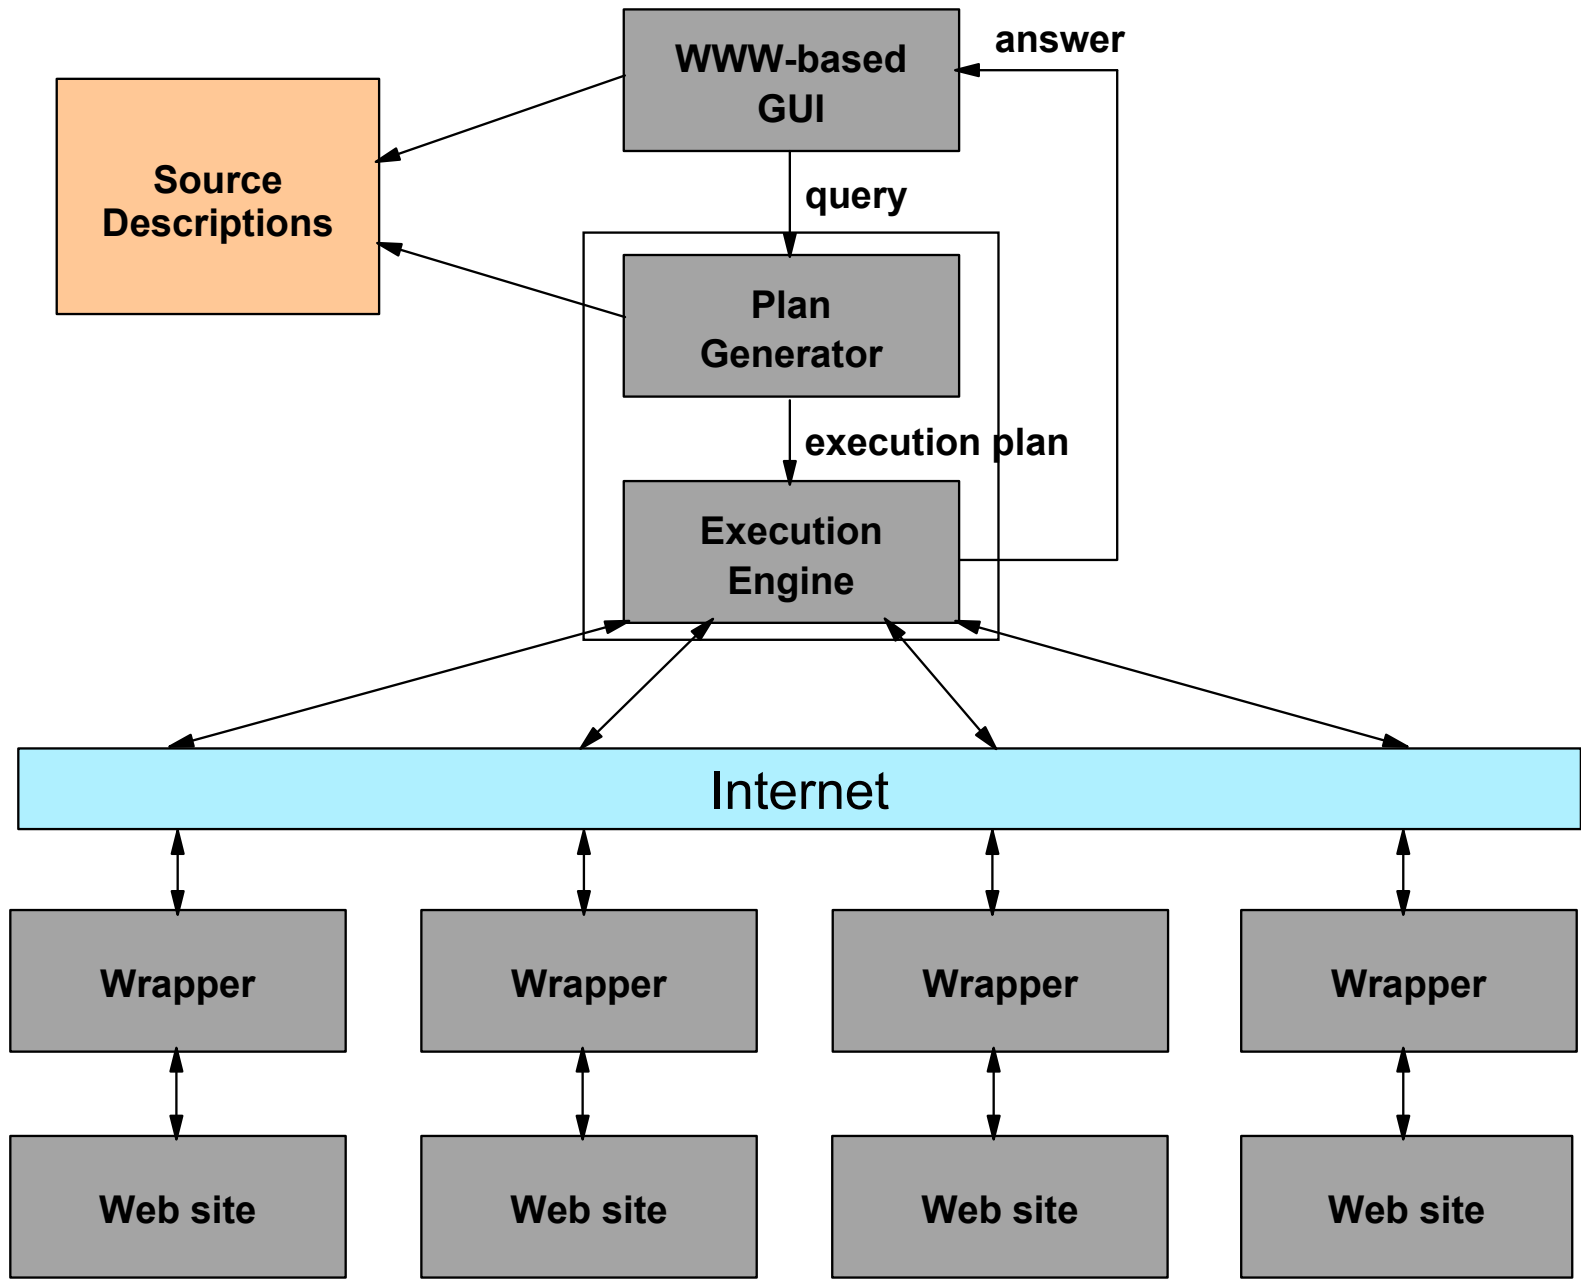 WWW-based
GUI
answer
Source
Descriptions
query
Plan
Generator
execution plan
Execution
Engine
Internet
Wrapper
Wrapper
Wrapper
Wrapper
Web site
Web site
Web site
Web site